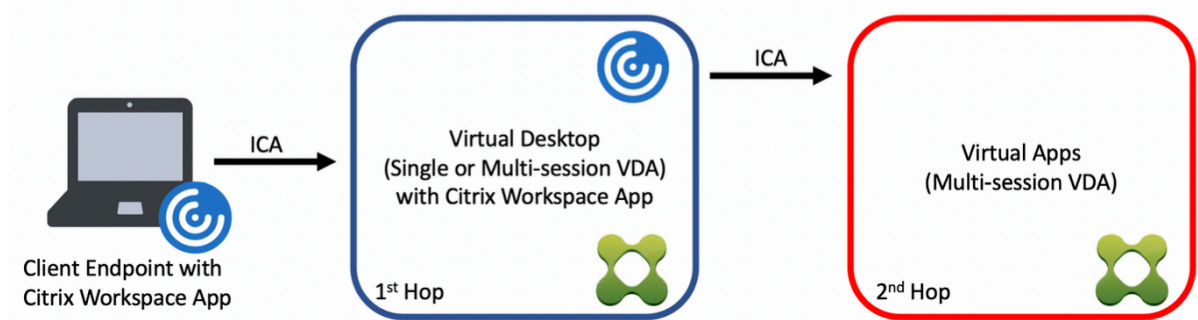 ICA
Client Endpoint with
Citrix Workspace App
Virtual Desktop
(Single or Multi-session VDA)
with Citrix Workspace App
1st Hop
ICA
Virtual Apps
(Multi-session VDA)
2nd Hop